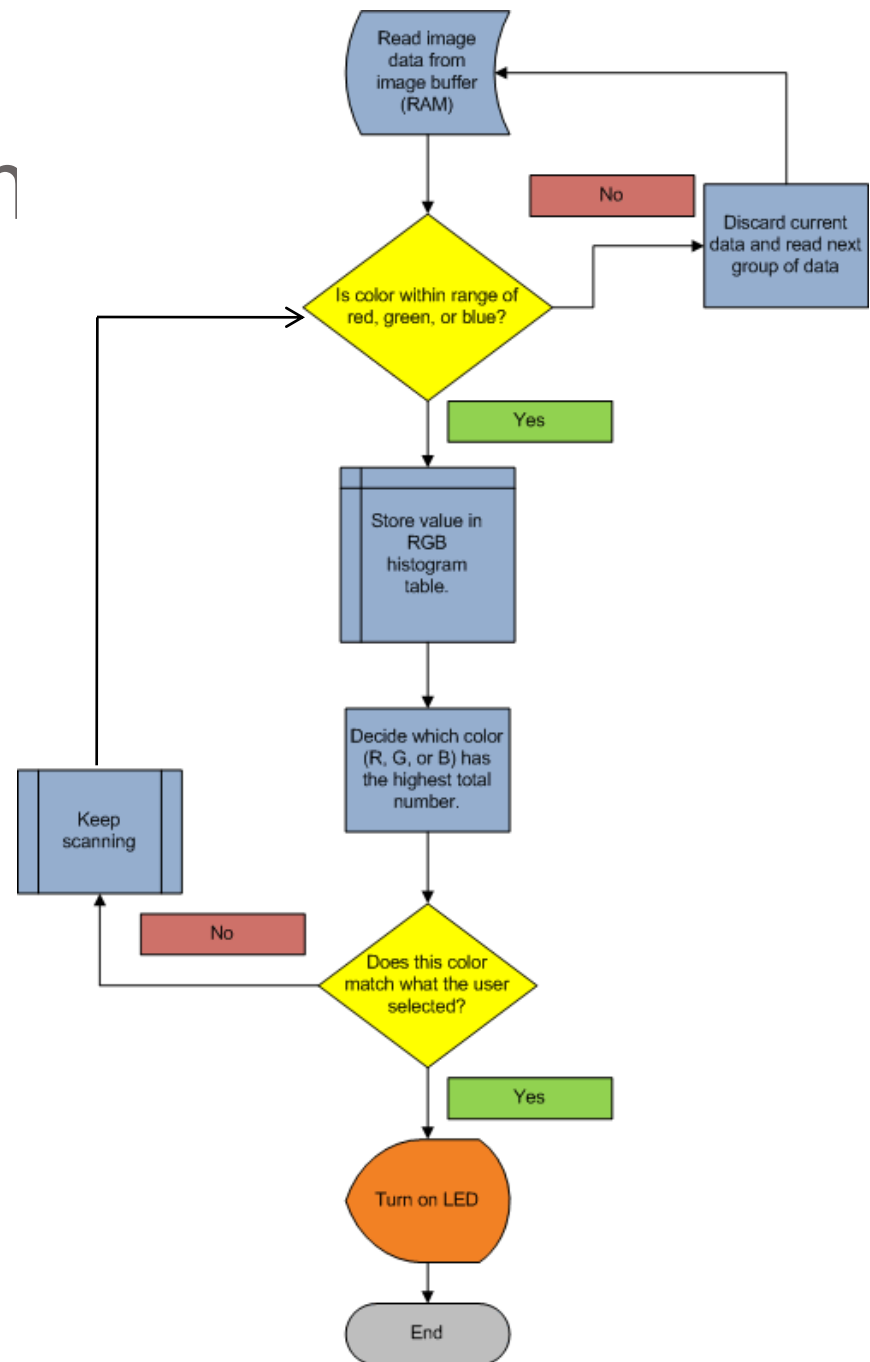 Read image
data from
image buffer
(RAM)
No
Discard current
data and read next
group of data
Is color within range of
red, green, or blue?
Yes
Store value in
RGB
histogram
table.
Decide which color
(R, G, or B) has
the highest total
number.
Keep
scanning
No
Does this color
match what the user
selected?
Yes
Turn on LED
End